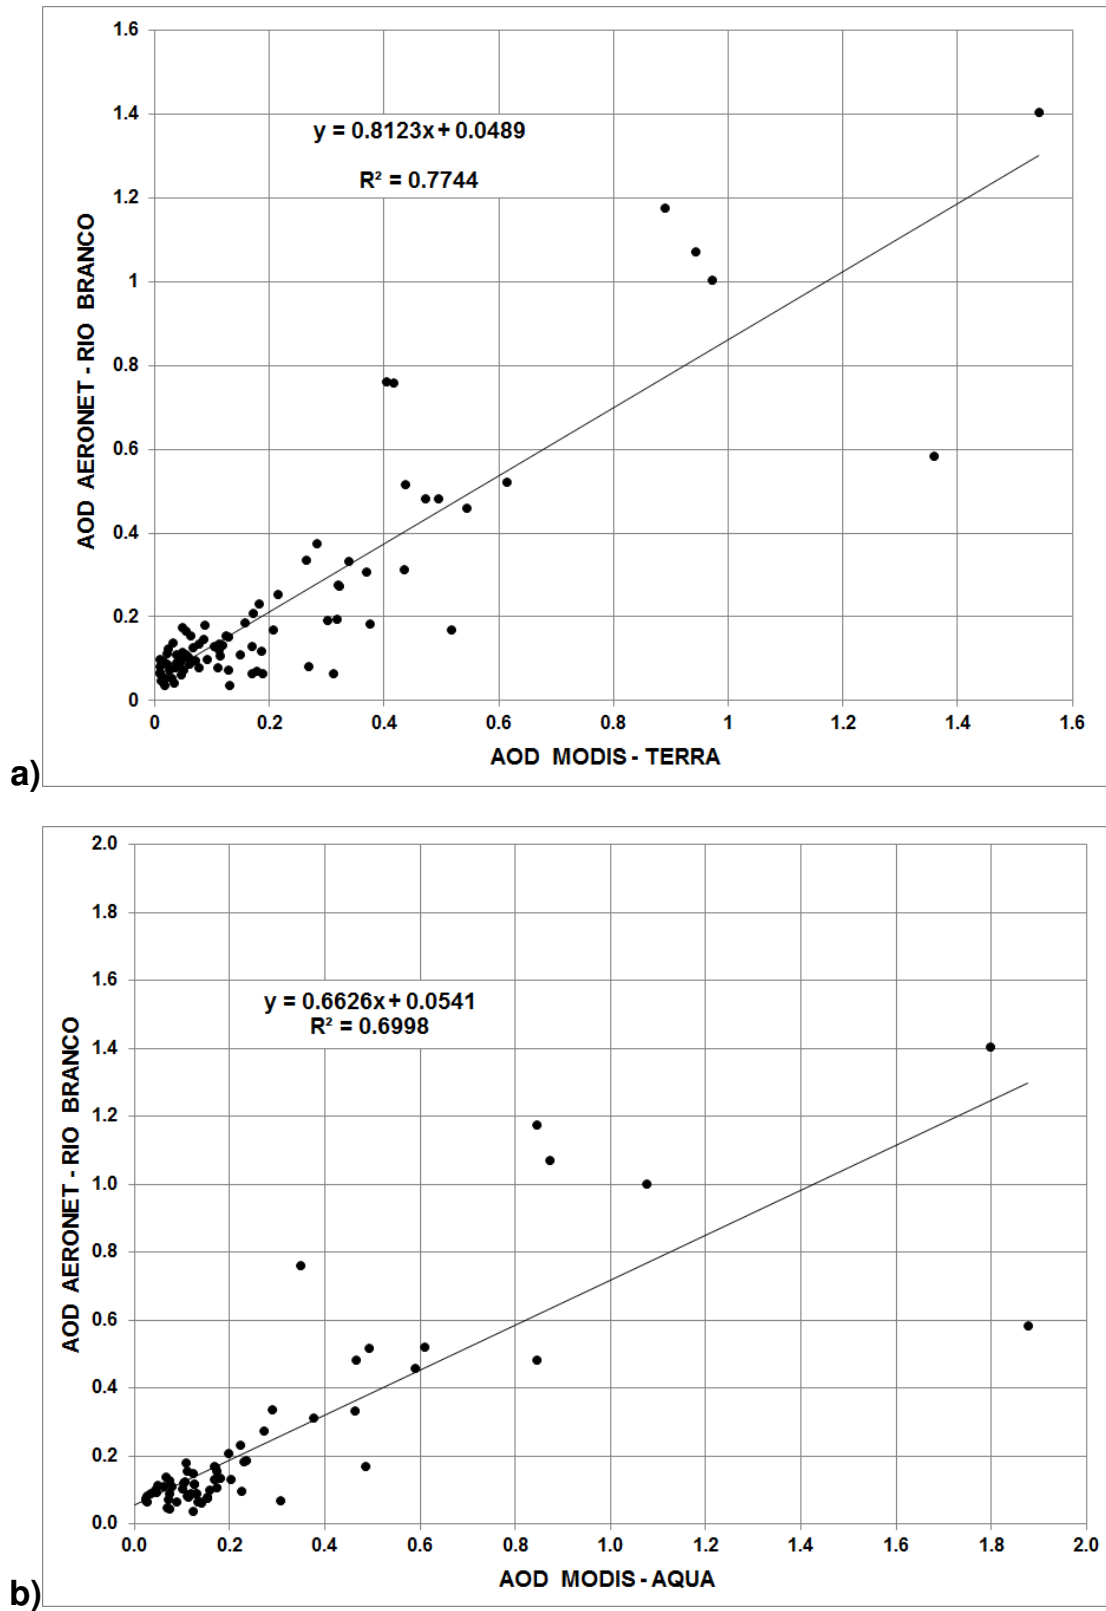 1.6
1.4
1.2
1
0.8
0.6
0.4
0.2
0
y = 0.8123x + 0.0489
R² = 0.7744
AOD AERONET - RIO BRANCO
0 0.2 0.4 0.6 0.8 1 1.2 1.4 1.6
AOD MODIS - TERRA
a)
2.0
1.8
1.6
1.4
1.2
1.0
0.8
0.6
0.4
0.2
0.0
y = 0.6626x + 0.0541
R² = 0.6998
AOD AERONET - RIO BRANCO
0.0 0.2 0.4 0.6 0.8 1.0 1.2 1.4 1.6 1.8 2.0
AOD MODIS - AQUA
b)